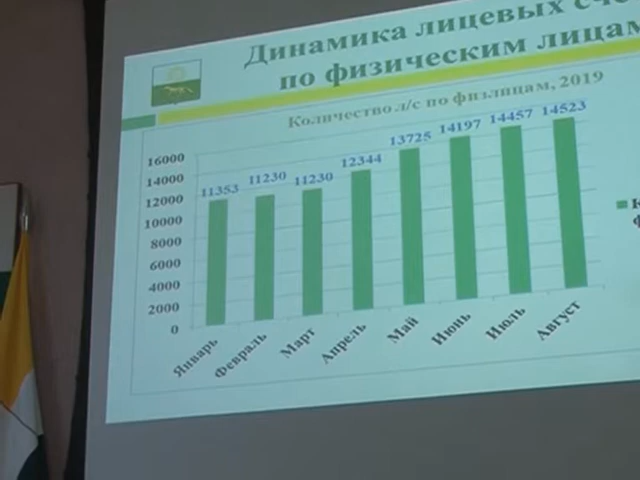 Динамика лицевых
по физическим лицам
Количество л/с по физлицам, 2019
16000
14000
12000
10000
8000
6000
4000
2000
0
11353 11230 11230 12344 13725 14197 14457 14523
Январь Февраль Март Апрель Май Июнь Июль Август